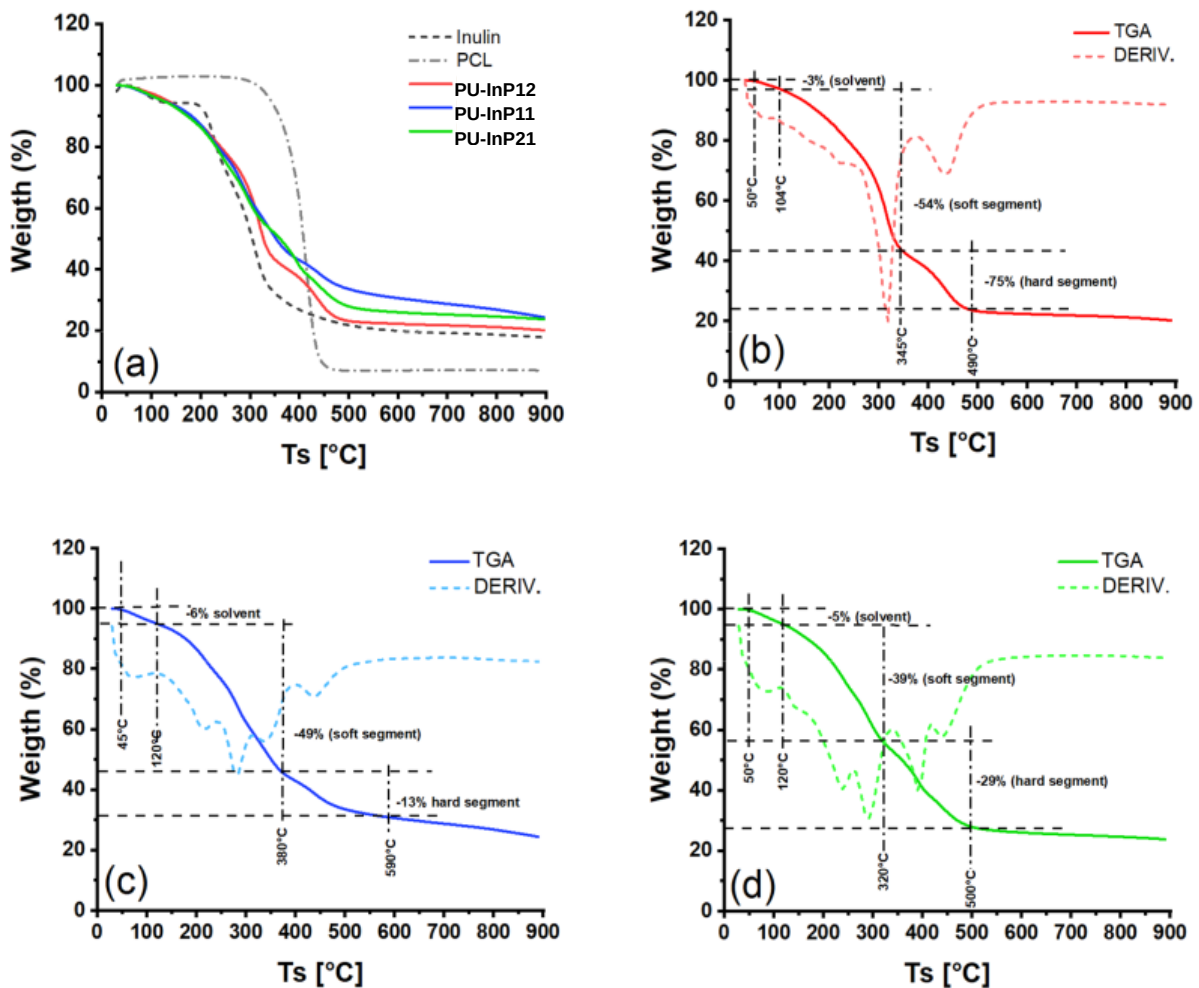 120
100
80
60
40
20
0
Weigth (%)
Inulin
PCL
PU-InP12
PU-InP11
PU-InP21
(a)
0 100 200 300 400 500 600 700 800 900
Ts [°C]
120
100
80
60
40
20
0
Weigth (%)
TGA
DERIV.
-3% (solvent)
50°C
104°C
-54% (soft segment)
-75% (hard segment)
345°C
490°C
(b)
0 100 200 300 400 500 600 700 800 900
Ts [°C]
120
100
80
60
40
20
0
Weigth (%)
TGA
DERIV.
-6% solvent
45°C
120°C
-49% (soft segment)
-13% hard segment
380°C
590°C
(c)
0 100 200 300 400 500 600 700 800 900
Ts [°C]
120
100
80
60
40
20
0
Weight (%)
TGA
DERIV.
-5% (solvent)
50°C
120°C
-39% (soft segment)
-29% (hard segment)
320°C
500°C
(d)
0 100 200 300 400 500 600 700 800 900
Ts [°C]